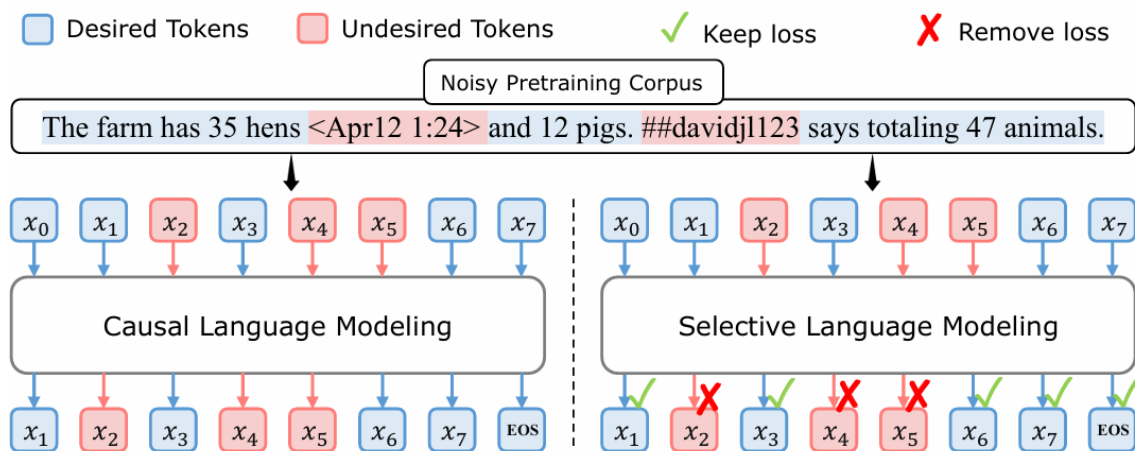 Desired Tokens Undesired Tokens Keep loss Remove loss
Noisy Pretraining Corpus
The farm has 35 hens <Apr12 1:24> and 12 pigs. ##davidjl123 says totaling 47 animals.
x₀ x₁ x₂ x₃ x₄ x₅ x₆ x₇ x₀ x₁ x₂ x₃ x₄ x₅ x₆ x₇
Causal Language Modeling Selective Language Modeling
x₁ x₂ x₃ x₄ x₅ x₆ x₇ EOS x₁ x₂ x₃ x₄ x₅ x₆ x₇ EOS